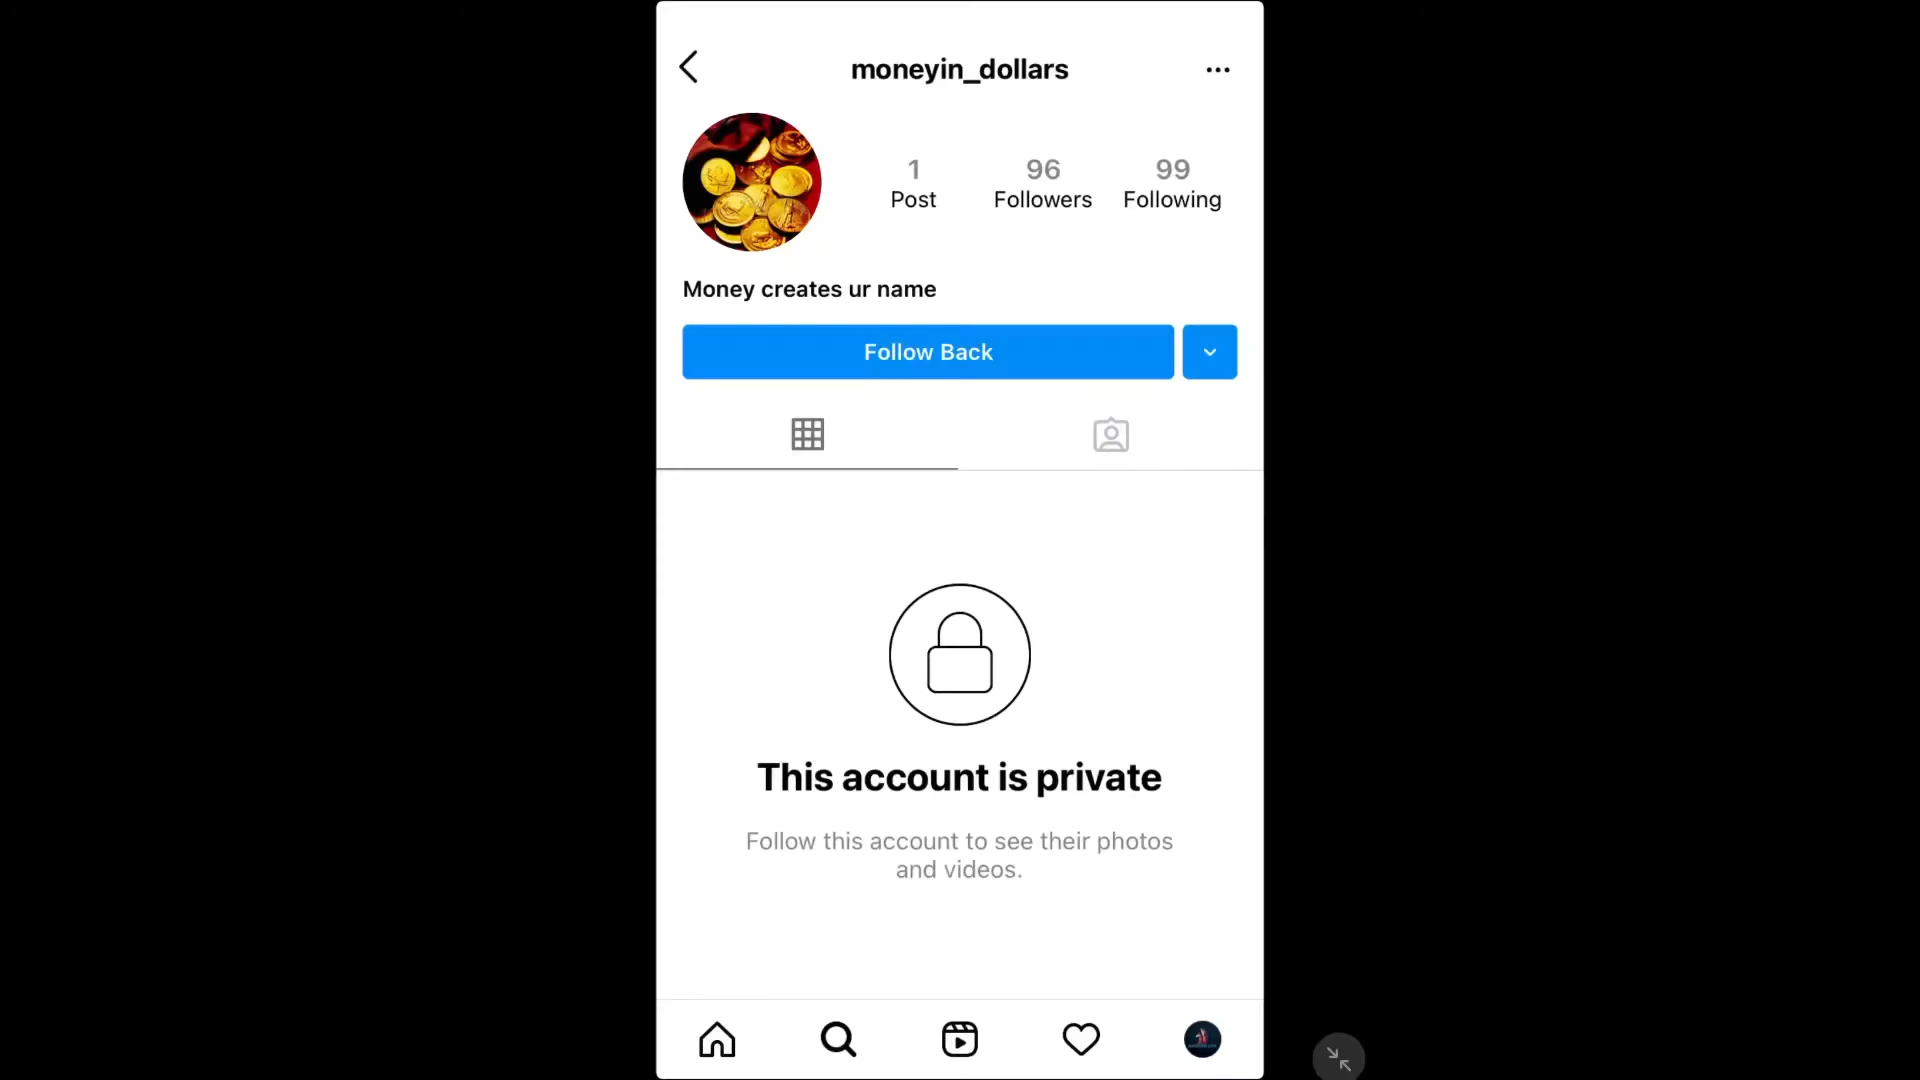 moneyin_dollars
1 96 99
Post Followers Following
Money creates ur name
Follow Back
This account is private
Follow this account to see their photos
and videos.